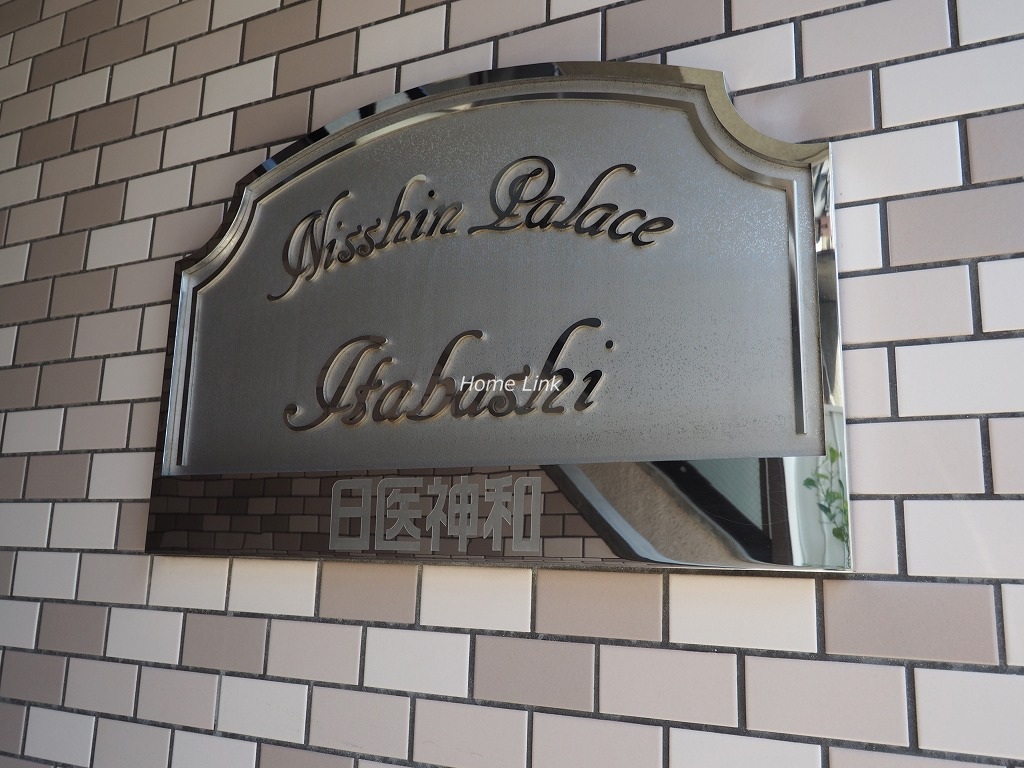 Nisshin Palace
Itabashi
Home Link
日医神和